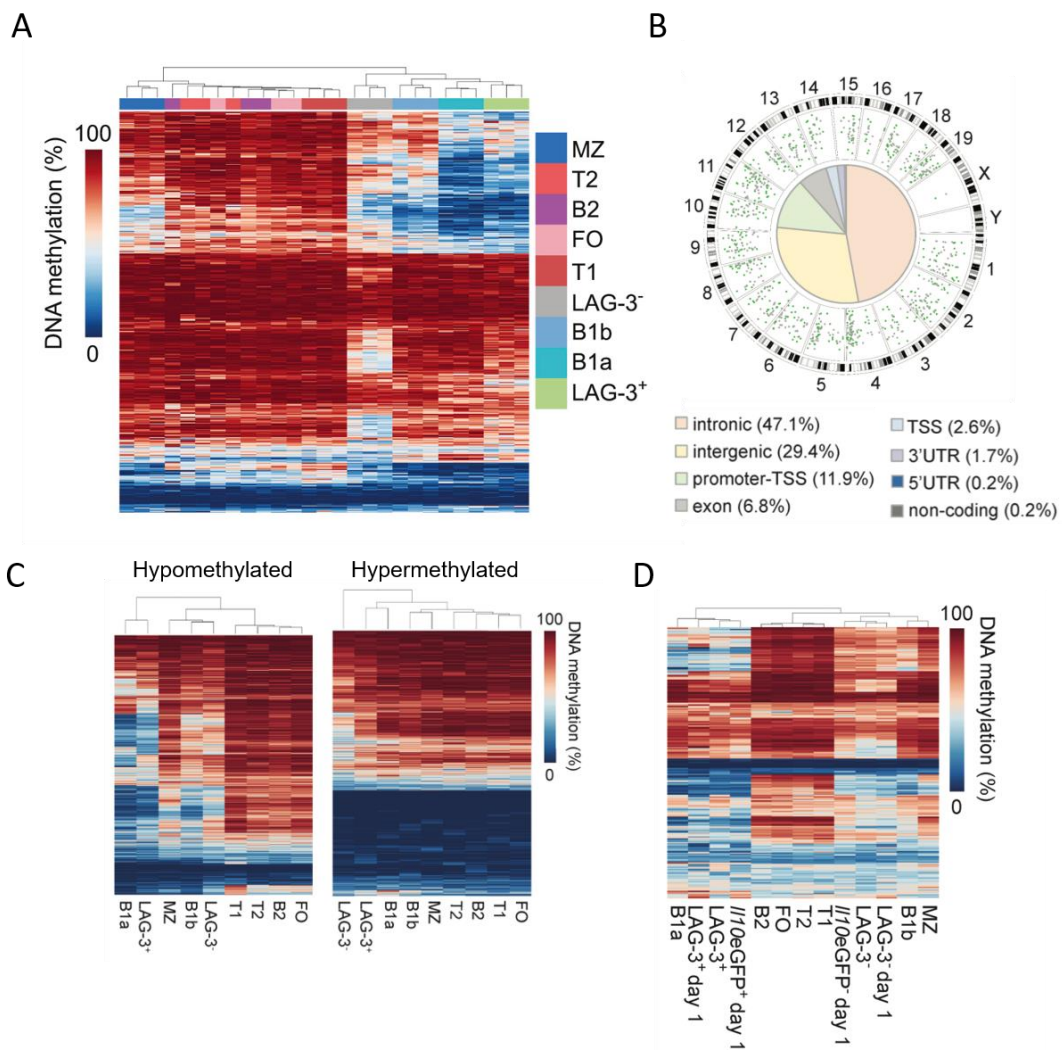 A
100
DNA methylation (%)
0
MZ
T2
B2
FO
T1
LAG-3⁻
B1b
B1a
LAG-3⁺
B
15
16
17
18
19
X
Y
1
2
3
4
5
6
7
8
9
10
11
12
13
14
intronic (47.1%)
intergenic (29.4%)
promoter-TSS (11.9%)
exon (6.8%)
TSS (2.6%)
3'UTR (1.7%)
5'UTR (0.2%)
non-coding (0.2%)
C
Hypomethylated
B1a
LAG-3⁺
MZ
B1b
LAG-3⁻
T1
T2
B2
FO
Hypermethylated
100
DNA methylation (%)
0
LAG-3⁻
LAG-3⁺
B1a
B1b
MZ
T2
B2
T1
FO
D
100
DNA methylation (%)
0
B1a
LAG-3⁺ day 1
LAG-3⁺
Il10eGFP⁺ day 1
B2
FO
T2
T1
Il10eGFP⁻ day 1
LAG-3⁻
LAG-3⁻ day 1
B1b
MZ